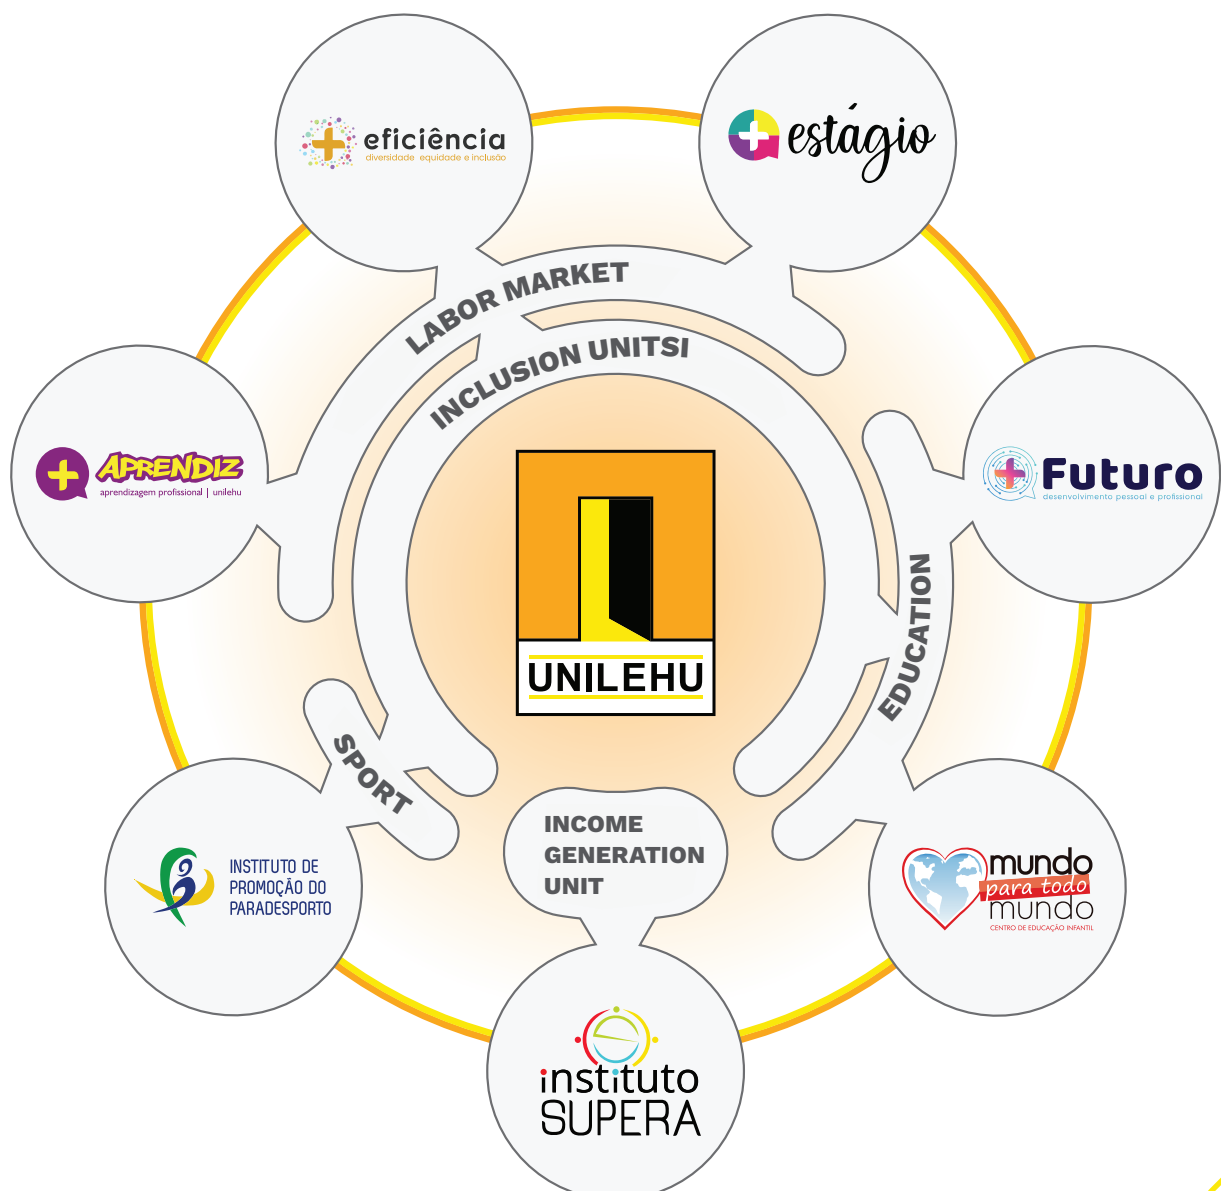 eficiência
diversidade equidade e inclusão
estágio
LABOR MARKET
INCLUSION UNITSI
APRENDIZ
aprendizagem profissional | unilehu
Futuro
desenvolvimento pessoal e profissional
EDUCATION
UNILEHU
SPORT
INCOME
GENERATION
UNIT
INSTITUTO DE
PROMOÇÃO DO
PARADESPORTO
mundo
para todo
mundo
CENTRO DE EDUCAÇÃO INFANTIL
instituto
SUPERA